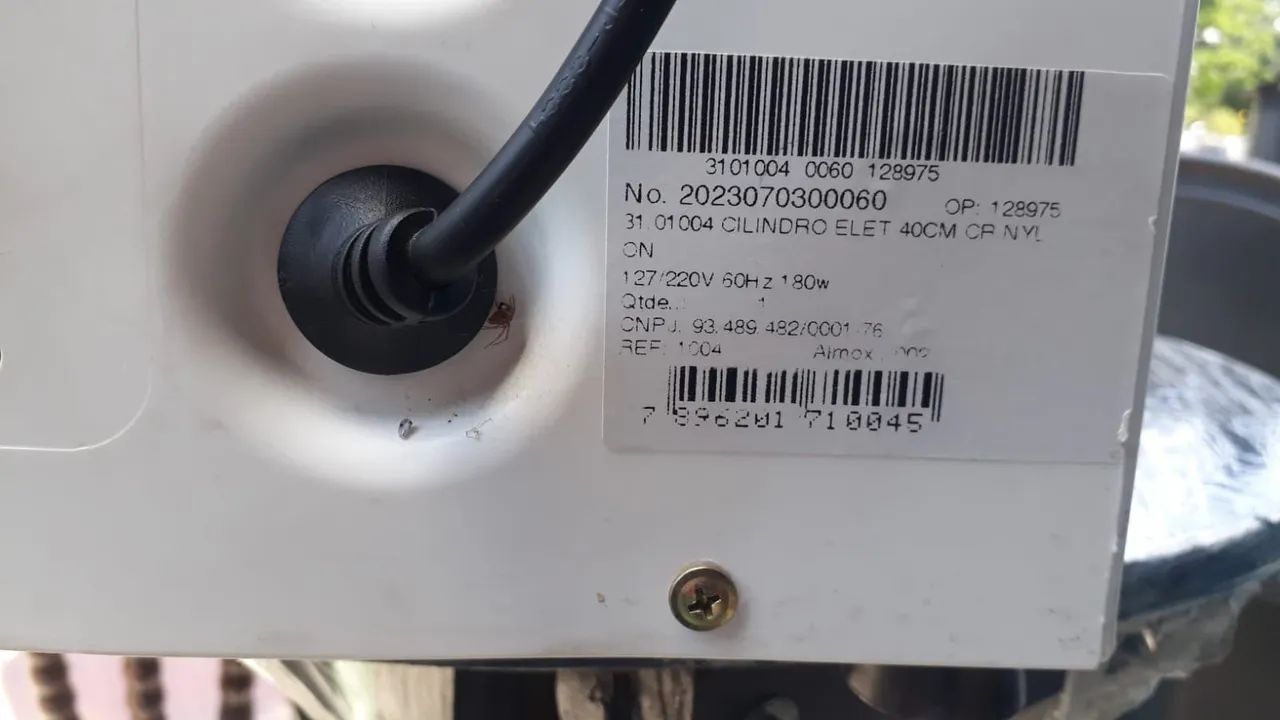 3101004 0060 128975
No. 2023070300060 OP: 128975
31.01004 CILINDRO ELET 40CM CR NYL
ON
127/220V 60Hz 180w
Qtde.: 1
CNPJ. 93.489.482/0001-76
REF: 1004 Almox
7 896201 710045